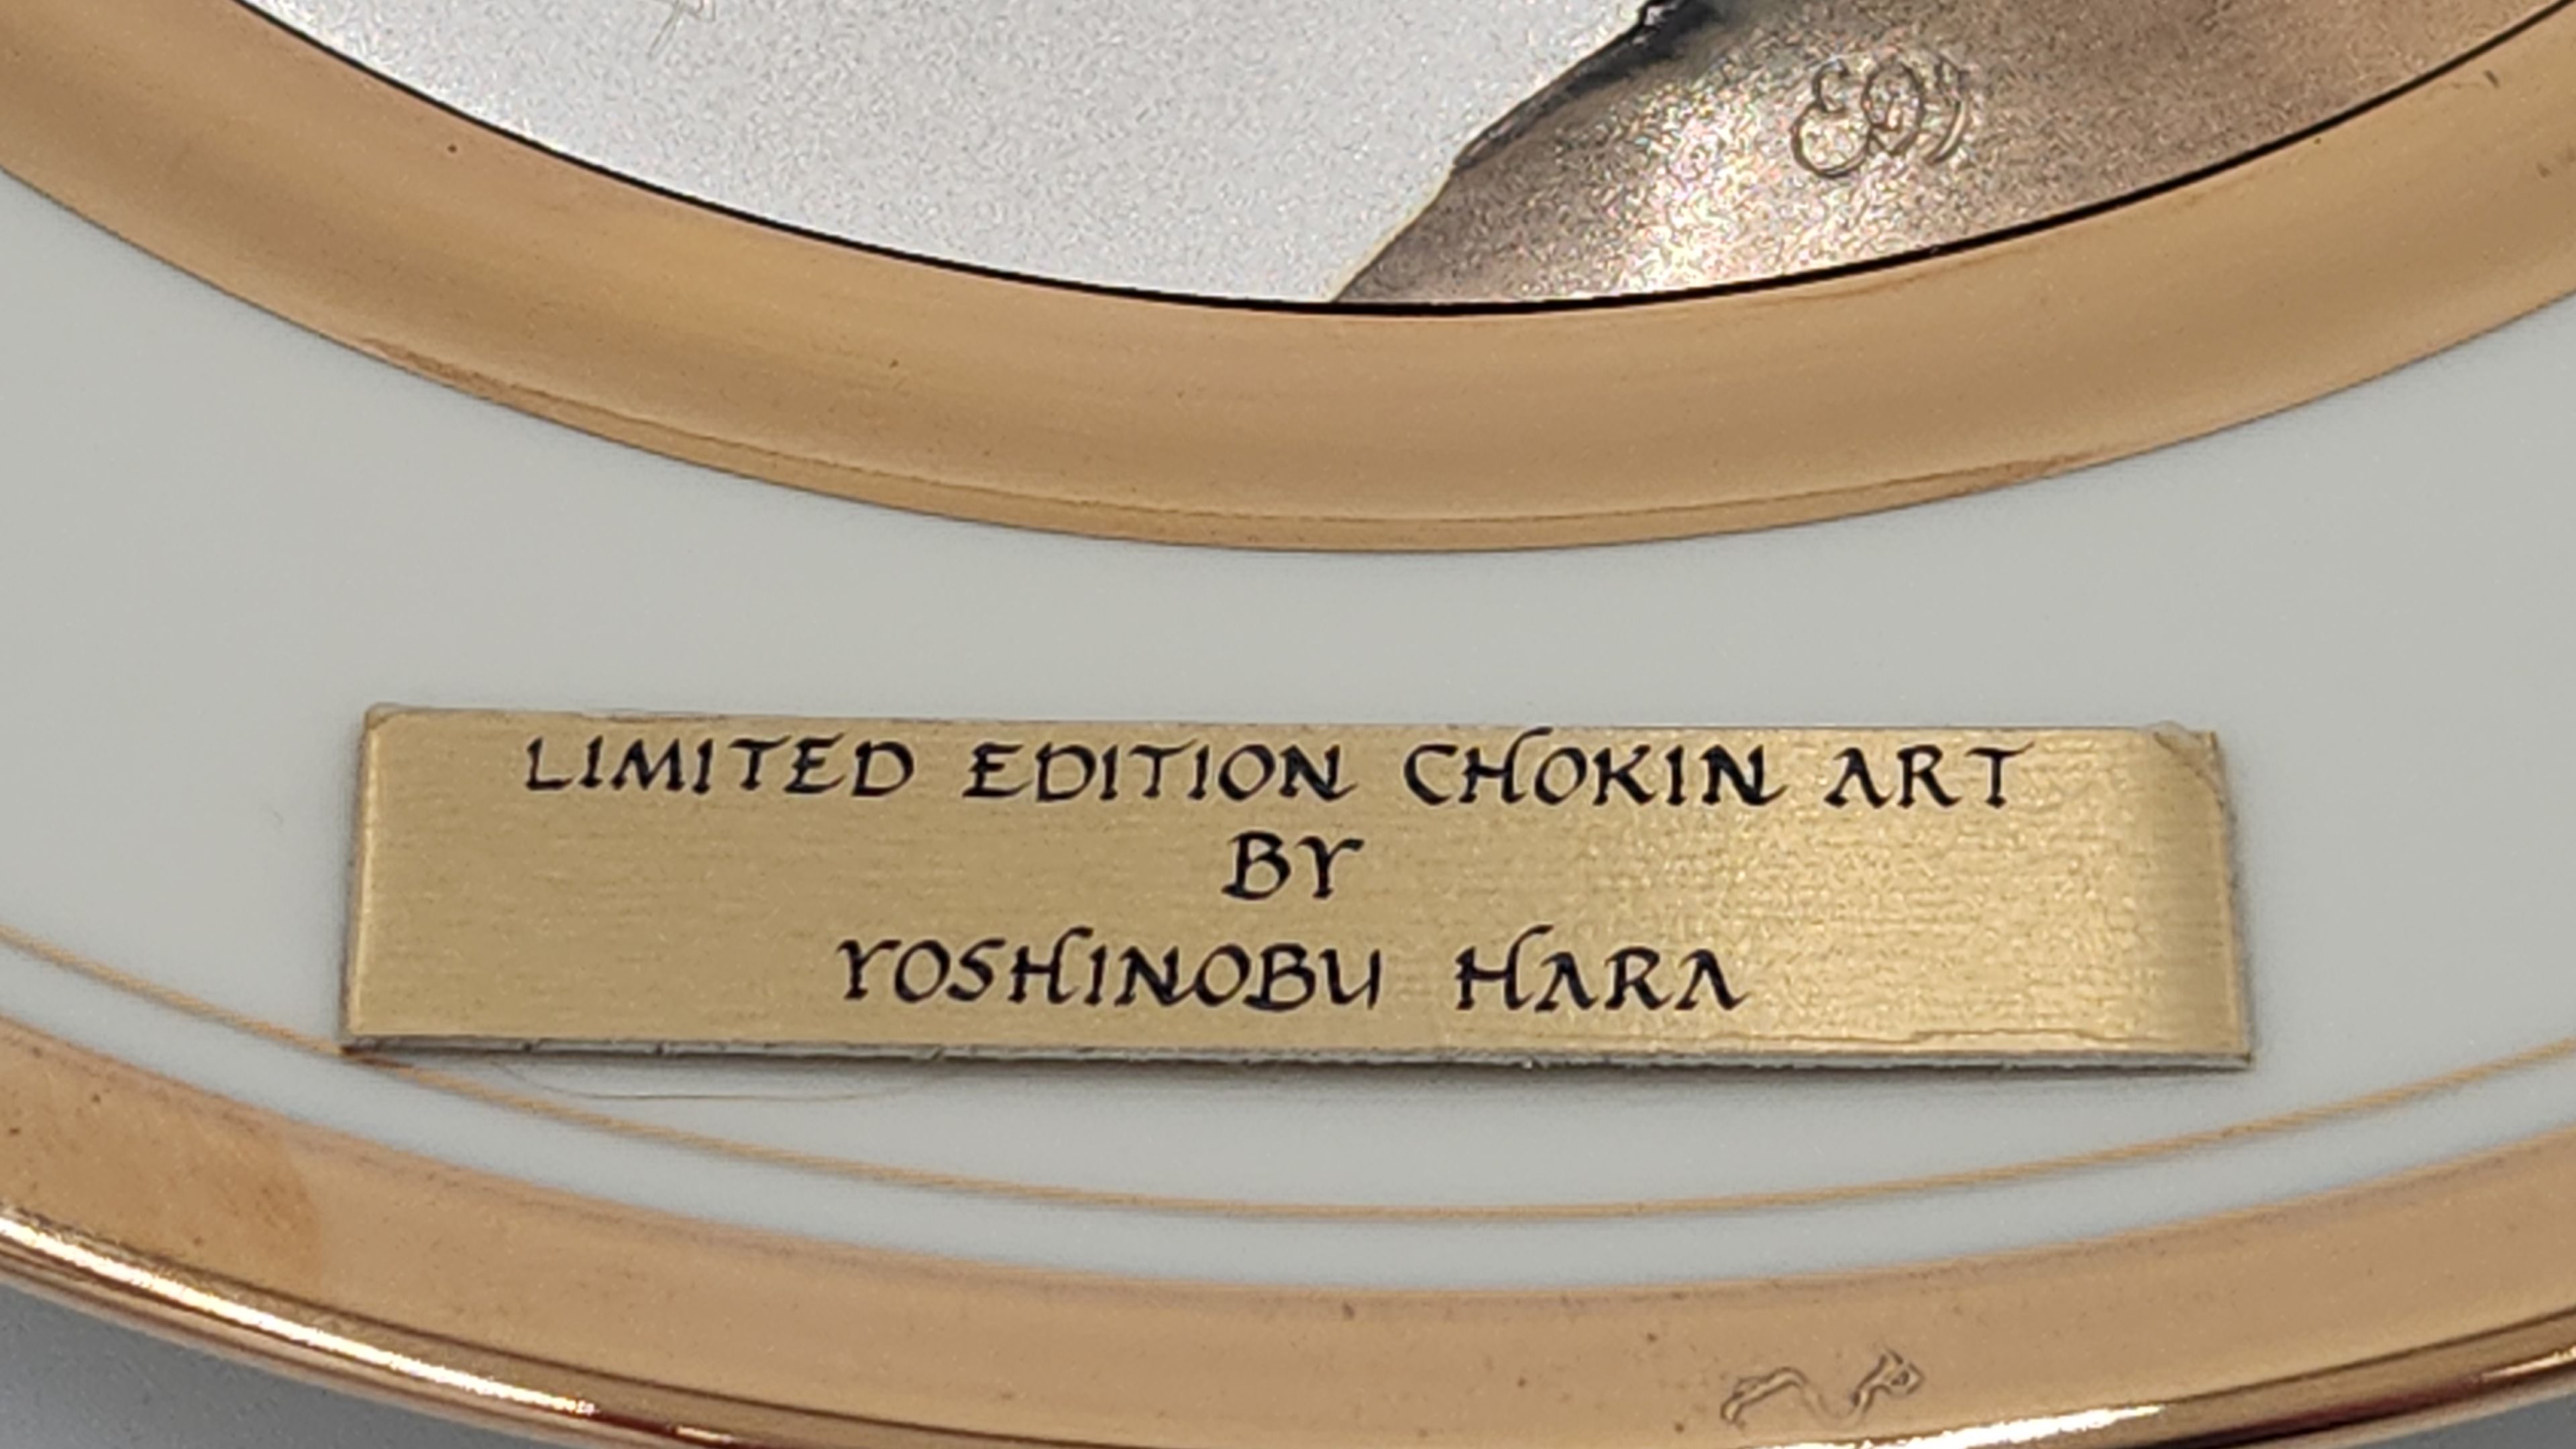 LIMITED EDITION CHOKIN ART
BY
YOSHINOBU HARA